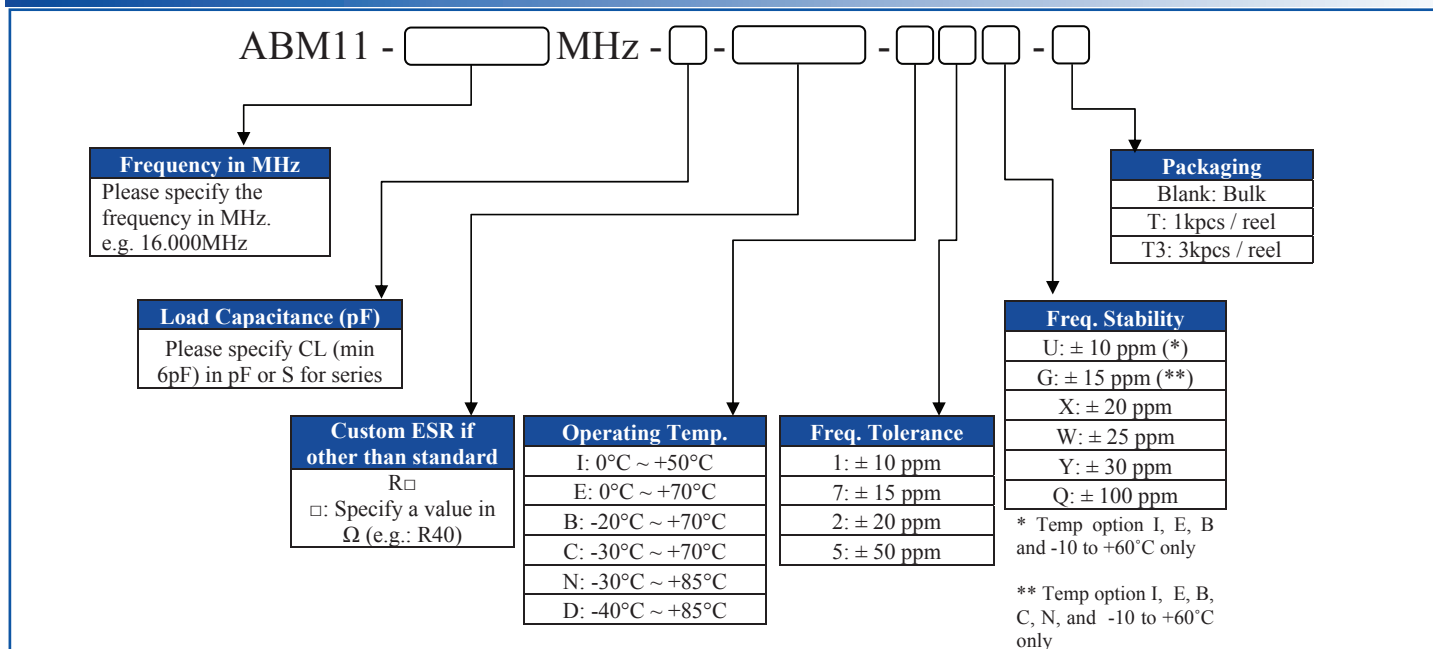 ABM11 - MHz - - - -
Frequency in MHz
Please specify the
frequency in MHz.
e.g. 16.000MHz
Packaging
Blank: Bulk
T: 1kpcs / reel
T3: 3kpcs / reel
Load Capacitance (pF)
Please specify CL (min
6pF) in pF or S for series
Custom ESR if
other than standard
R□
□: Specify a value in
Ω (e.g.: R40)
Operating Temp.
I: 0°C ~ +50°C
E: 0°C ~ +70°C
B: -20°C ~ +70°C
C: -30°C ~ +70°C
N: -30°C ~ +85°C
D: -40°C ~ +85°C
Freq. Tolerance
1: ± 10 ppm
7: ± 15 ppm
2: ± 20 ppm
5: ± 50 ppm
Freq. Stability
U: ± 10 ppm (*)
G: ± 15 ppm (**)
X: ± 20 ppm
W: ± 25 ppm
Y: ± 30 ppm
Q: ± 100 ppm
* Temp option I, E, B
and -10 to +60˚C only
** Temp option I, E, B,
C, N, and -10 to +60˚C
only